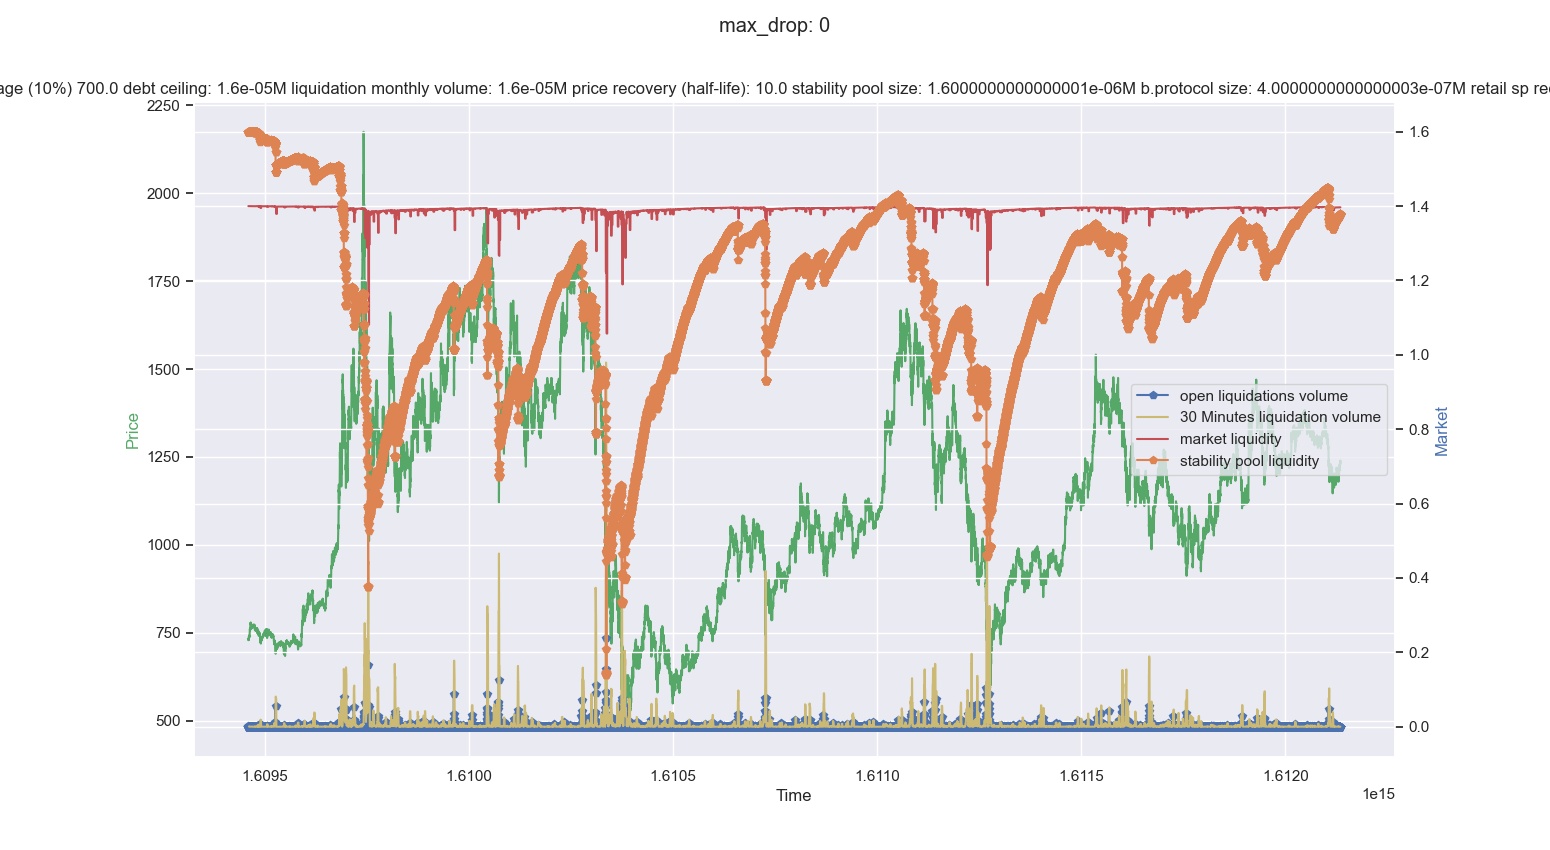 max_drop: 0
age (10%) 700.0 debt ceiling: 1.6e-05M liquidation monthly volume: 1.6e-05M price recovery (half-life): 10.0 stability pool size: 1.6000000000000001e-06M b.protocol size: 4.0000000000000003e-07M retail sp re
2250
2000
1750
1500
1250
1000
750
500
Price
1.6
1.4
1.2
1.0
0.8
0.6
0.4
0.2
0.0
Market
open liquidations volume
30 Minutes liquidation volume
market liquidity
stability pool liquidity
1.6095
1.6100
1.6105
1.6110
1.6115
1.6120
1e15
Time